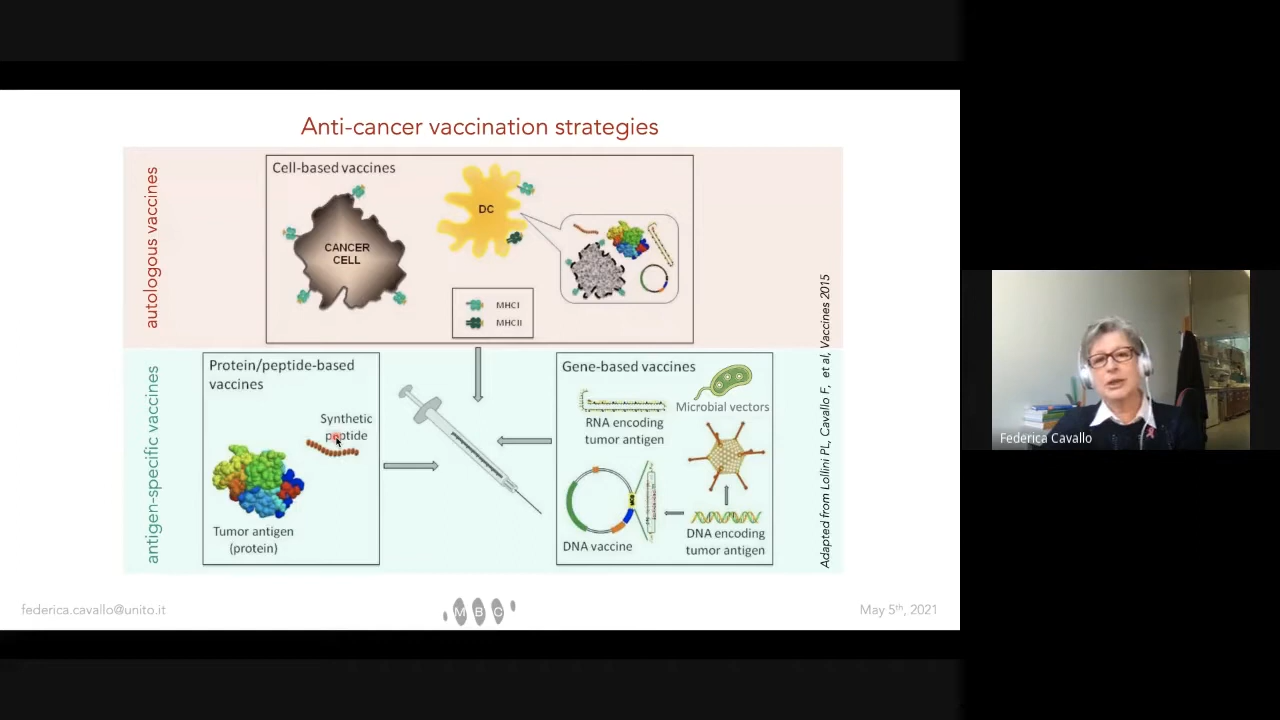 Anti-cancer vaccination strategies
autologous vaccines
Cell-based vaccines
CANCER
CELL
DC
MHCI
MHCII
antigen-specific vaccines
Protein/peptide-based
vaccines
Synthetic
peptide
Tumor antigen
(protein)
Gene-based vaccines
Microbial vectors
RNA encoding
tumor antigen
DNA vaccine
DNA encoding
tumor antigen
Adapted from Lollini PL, Cavallo F, et al, Vaccines 2015
federica.cavallo@unito.it
MBC
May 5th, 2021
Federica Cavallo